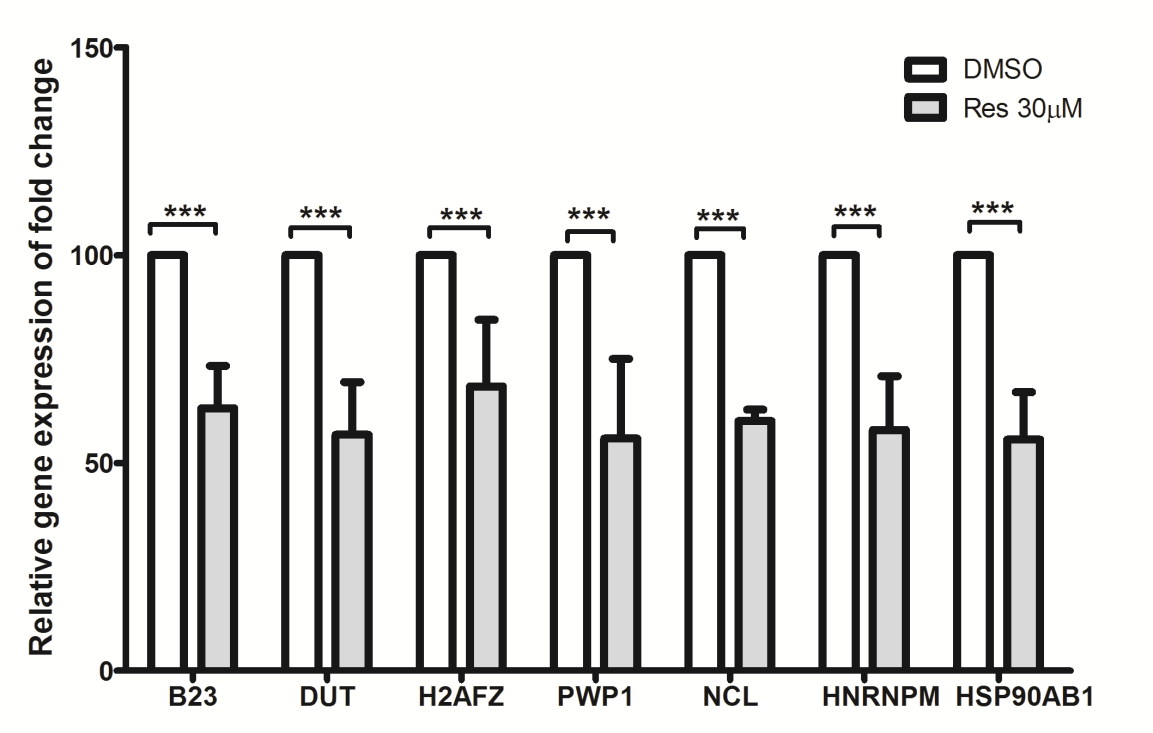 Relative gene expression of fold change
150
100
50
0
DMSO
Res 30µM
***
***
***
***
***
***
***
B23
DUT
H2AFZ
PWP1
NCL
HNRNPM
HSP90AB1